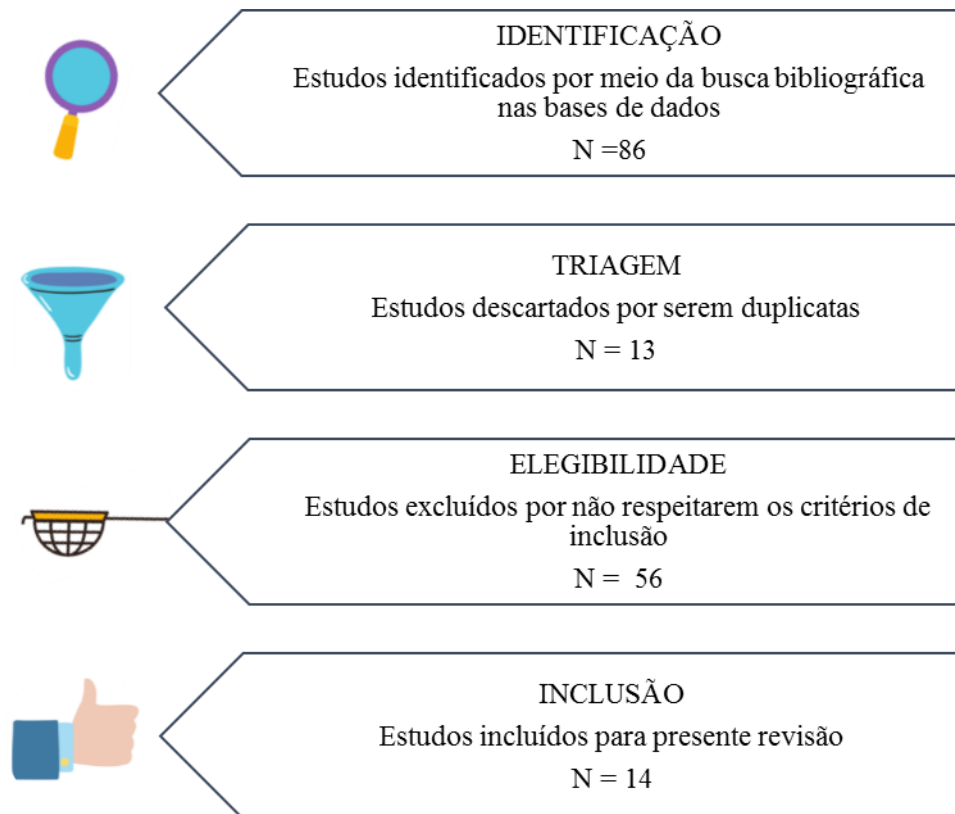 IDENTIFICAÇÃO
Estudos identificados por meio da busca bibliográfica
nas bases de dados
N =86
TRIAGEM
Estudos descartados por serem duplicatas
N = 13
ELEGIBILIDADE
Estudos excluídos por não respeitarem os critérios de
inclusão
N = 56
INCLUSÃO
Estudos incluídos para presente revisão
N = 14